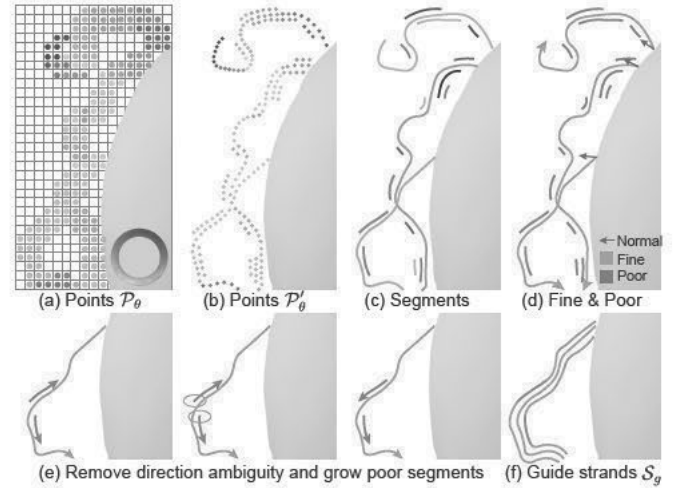 (a) Points 𝒫θ (b) Points 𝒫′θ (c) Segments (d) Fine & Poor
Normal
Fine
Poor
(e) Remove direction ambiguity and grow poor segments (f) Guide strands 𝒮g